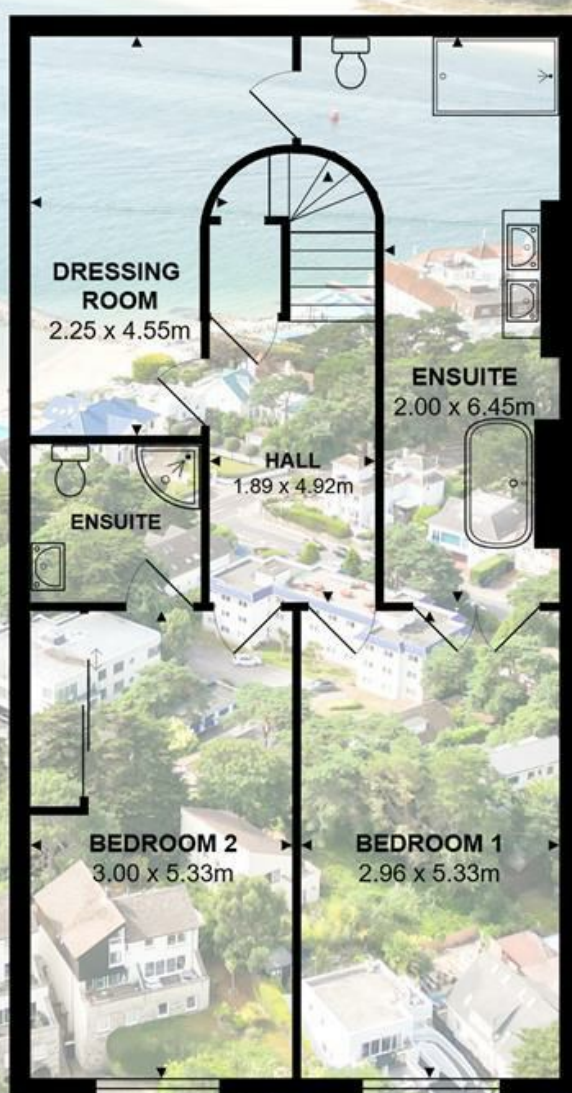 DRESSING
ROOM
2.25 x 4.55m
ENSUITE
2.00 x 6.45m
HALL
1.89 x 4.92m
ENSUITE
BEDROOM 2
3.00 x 5.33m
BEDROOM 1
2.96 x 5.33m